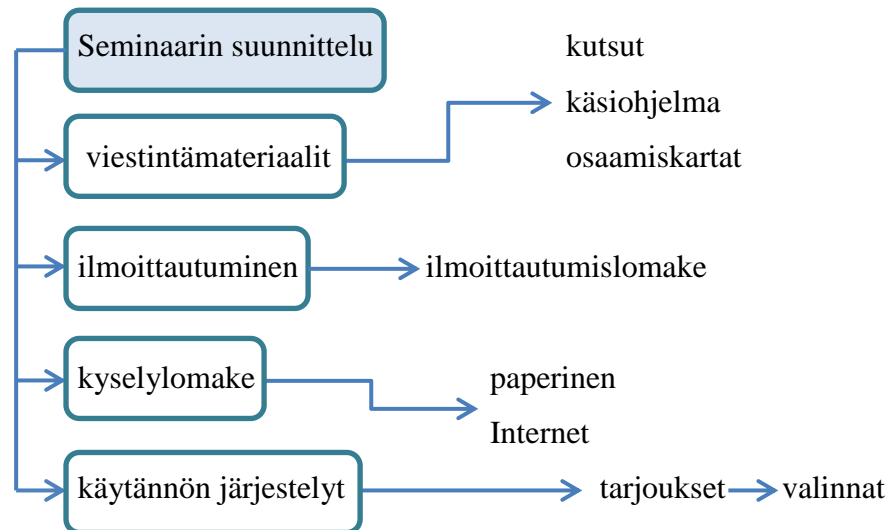 Seminaarin suunnittelu
kutsut
käsiohjelma
viestintämateriaalit
osaamiskartat
ilmoittautuminen
ilmoittautumislomake
kyselylomake
paperinen
Internet
käytännön järjestelyt
tarjoukset
valinnat